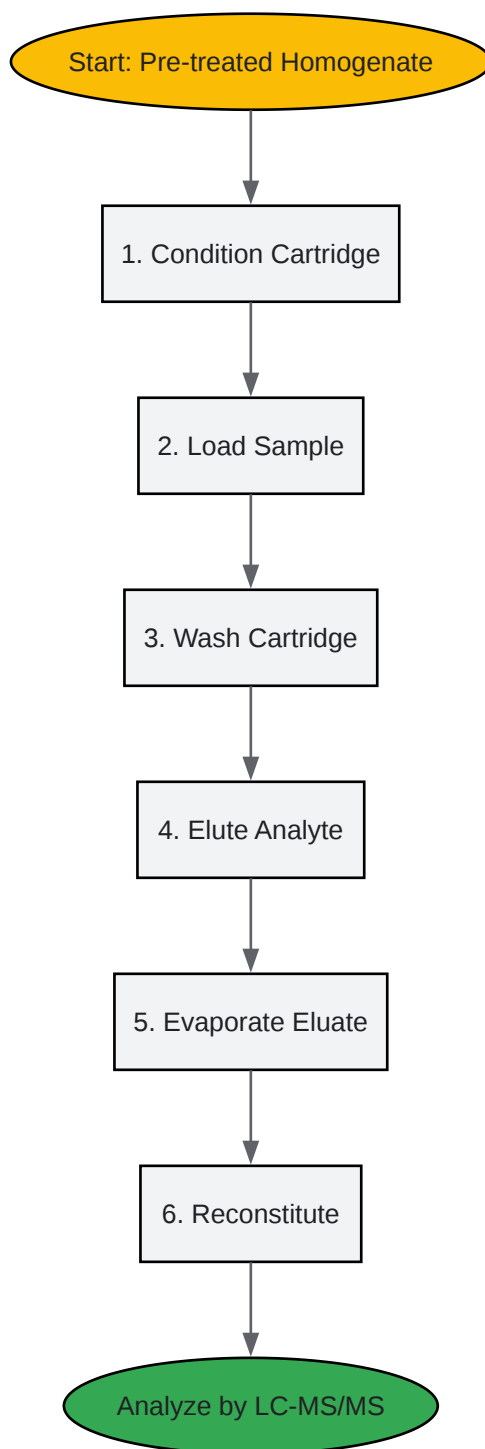 Start: Pre-treated Homogenate
1. Condition Cartridge
2. Load Sample
3. Wash Cartridge
4. Elute Analyte
5. Evaporate Eluate
6. Reconstitute
Analyze by LC-MS/MS